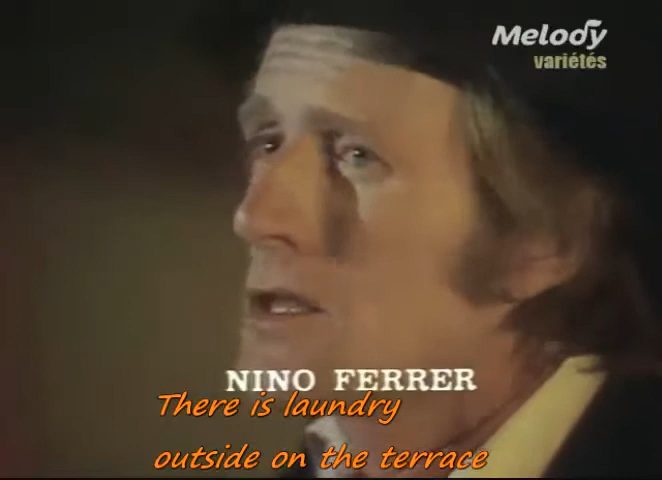 Melody
variétés
NINO FERRER
There is laundry
outside on the terrace